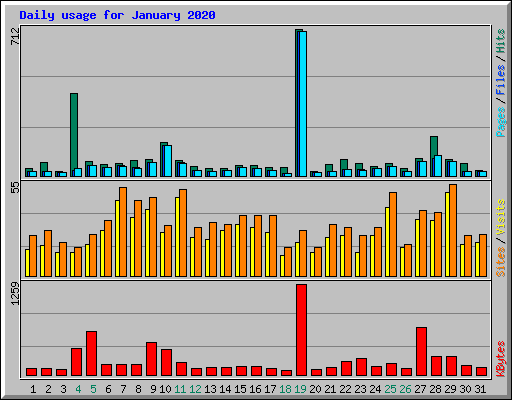 Daily usage for January 2020
712
Pages / Files / Hits
55
Sites / Visits
1259
KBytes
1 2 3 4 5 6 7 8 9 10 11 12 13 14 15 16 17 18 19 20 21 22 23 24 25 26 27 28 29 30 31